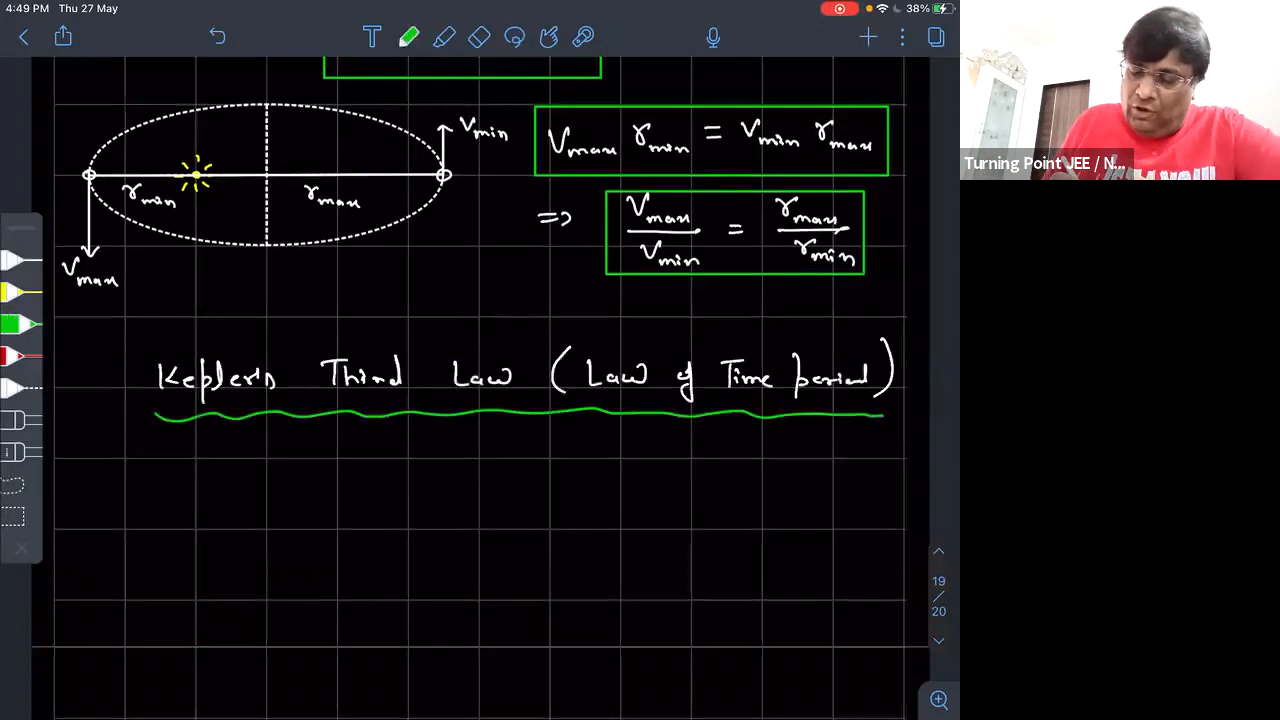 4:49 PM Thu 27 May
38%
Vmin
Vmax rmin = Vmin rmax
Turning Point JEE / N...
rmin rmax
=> Vmax / Vmin = rmax / rmin
Vmax
Kepler's Third Law (Law of Time period)
19
/
20